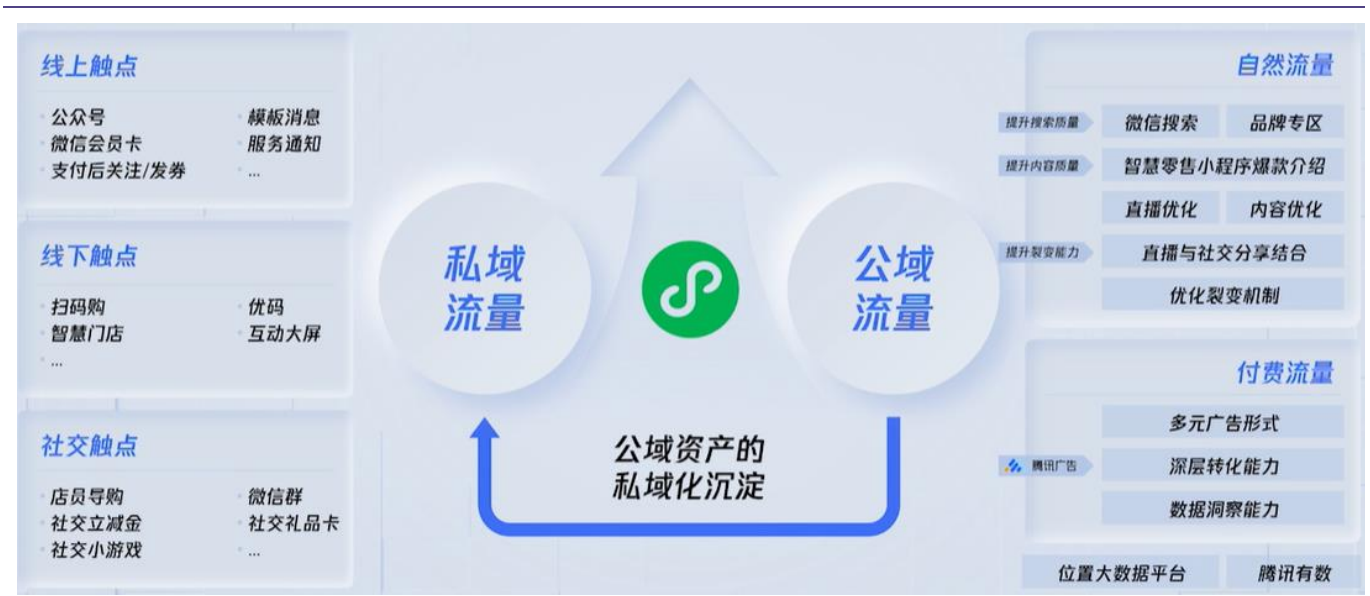 线上触点
公众号
模板消息
微信会员卡
服务通知
支付后关注/发券
...
线下触点
扫码购
优码
智慧门店
互动大屏
...
社交触点
店员导购
微信群
社交立减金
社交礼品卡
社交小游戏
...
私域
流量
公域
流量
公域资产的
私域化沉淀
自然流量
提升搜索质量
微信搜索
品牌专区
提升内容质量
智慧零售小程序爆款介绍
直播优化
内容优化
提升裂变能力
直播与社交分享结合
优化裂变机制
付费流量
多元广告形式
腾讯广告
深层转化能力
数据洞察能力
位置大数据平台
腾讯有数